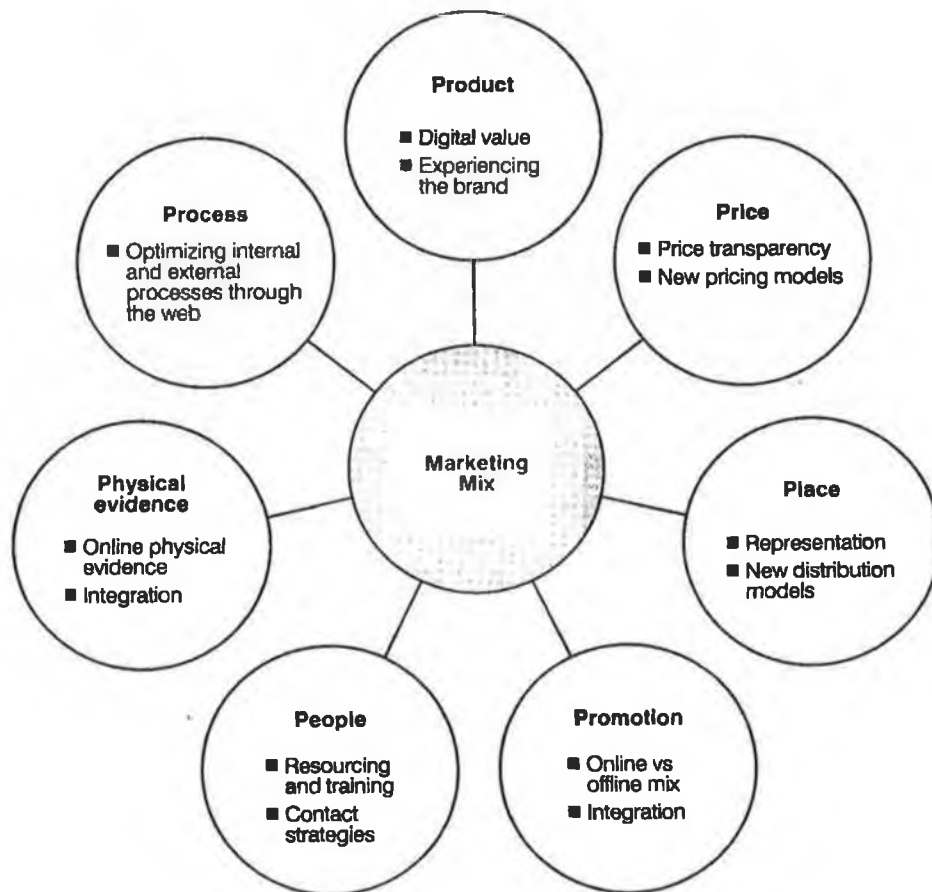 Product
■ Digital value
■ Experiencing
the brand
Price
■ Price transparency
■ New pricing models
Place
■ Representation
■ New distribution
models
Promotion
■ Online vs
offline mix
■ Integration
People
■ Resourcing
and training
■ Contact
strategies
Physical
evidence
■ Online physical
evidence
■ Integration
Process
■ Optimizing internal
and external
processes through
the web
Marketing
Mix